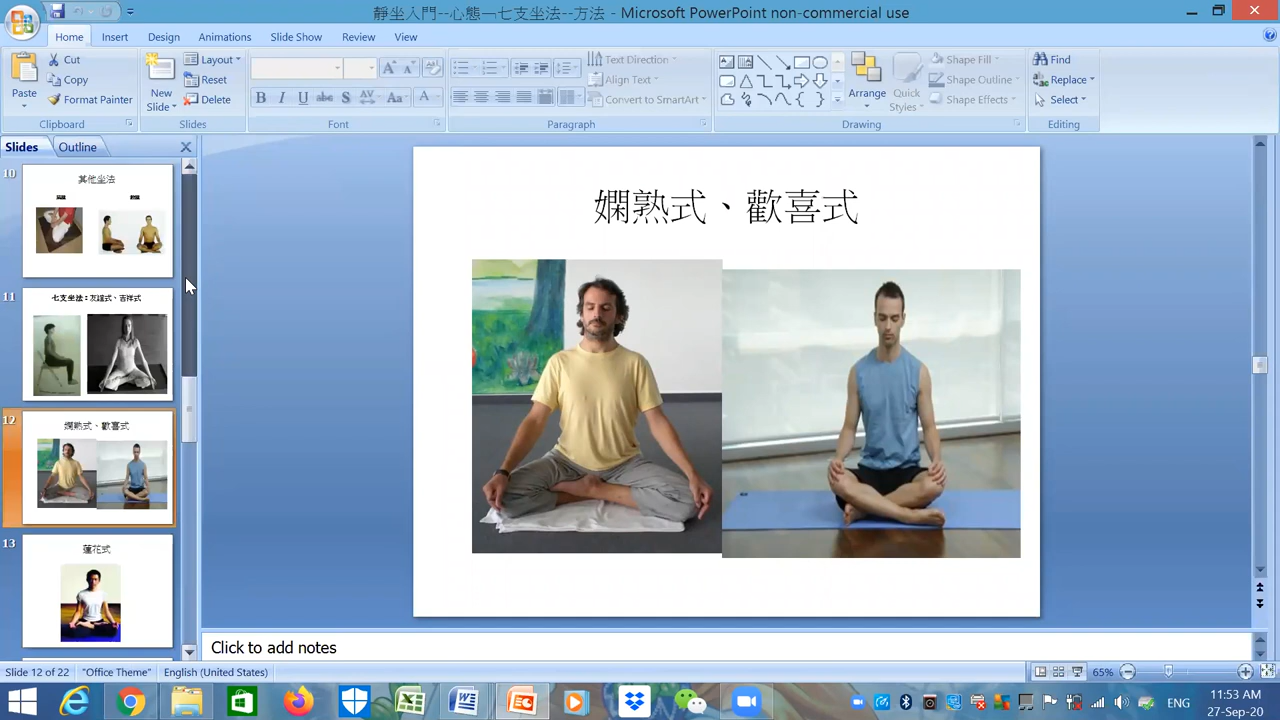 靜坐入門--心態﹁七支坐法--方法 - Microsoft PowerPoint non-commercial use
Home Insert Design Animations Slide Show Review View
Cut
Copy
Format Painter
Paste
Clipboard
New Slide
Layout
Reset
Delete
Slides
B I U abc S AV Aa A
Font
Text Direction
Align Text
Convert to SmartArt
Paragraph
Arrange
Quick Styles
Shape Fill
Shape Outline
Shape Effects
Drawing
Find
Replace
Select
Editing
Slides Outline
10
其他坐法
11
七支坐法：友誼式、吉祥式
12
嫻熟式、歡喜式
13
蓮花式
嫻熟式、歡喜式
Click to add notes
Slide 12 of 22 "Office Theme" English (United States) 65%
ENG
11:53 AM
27-Sep-20